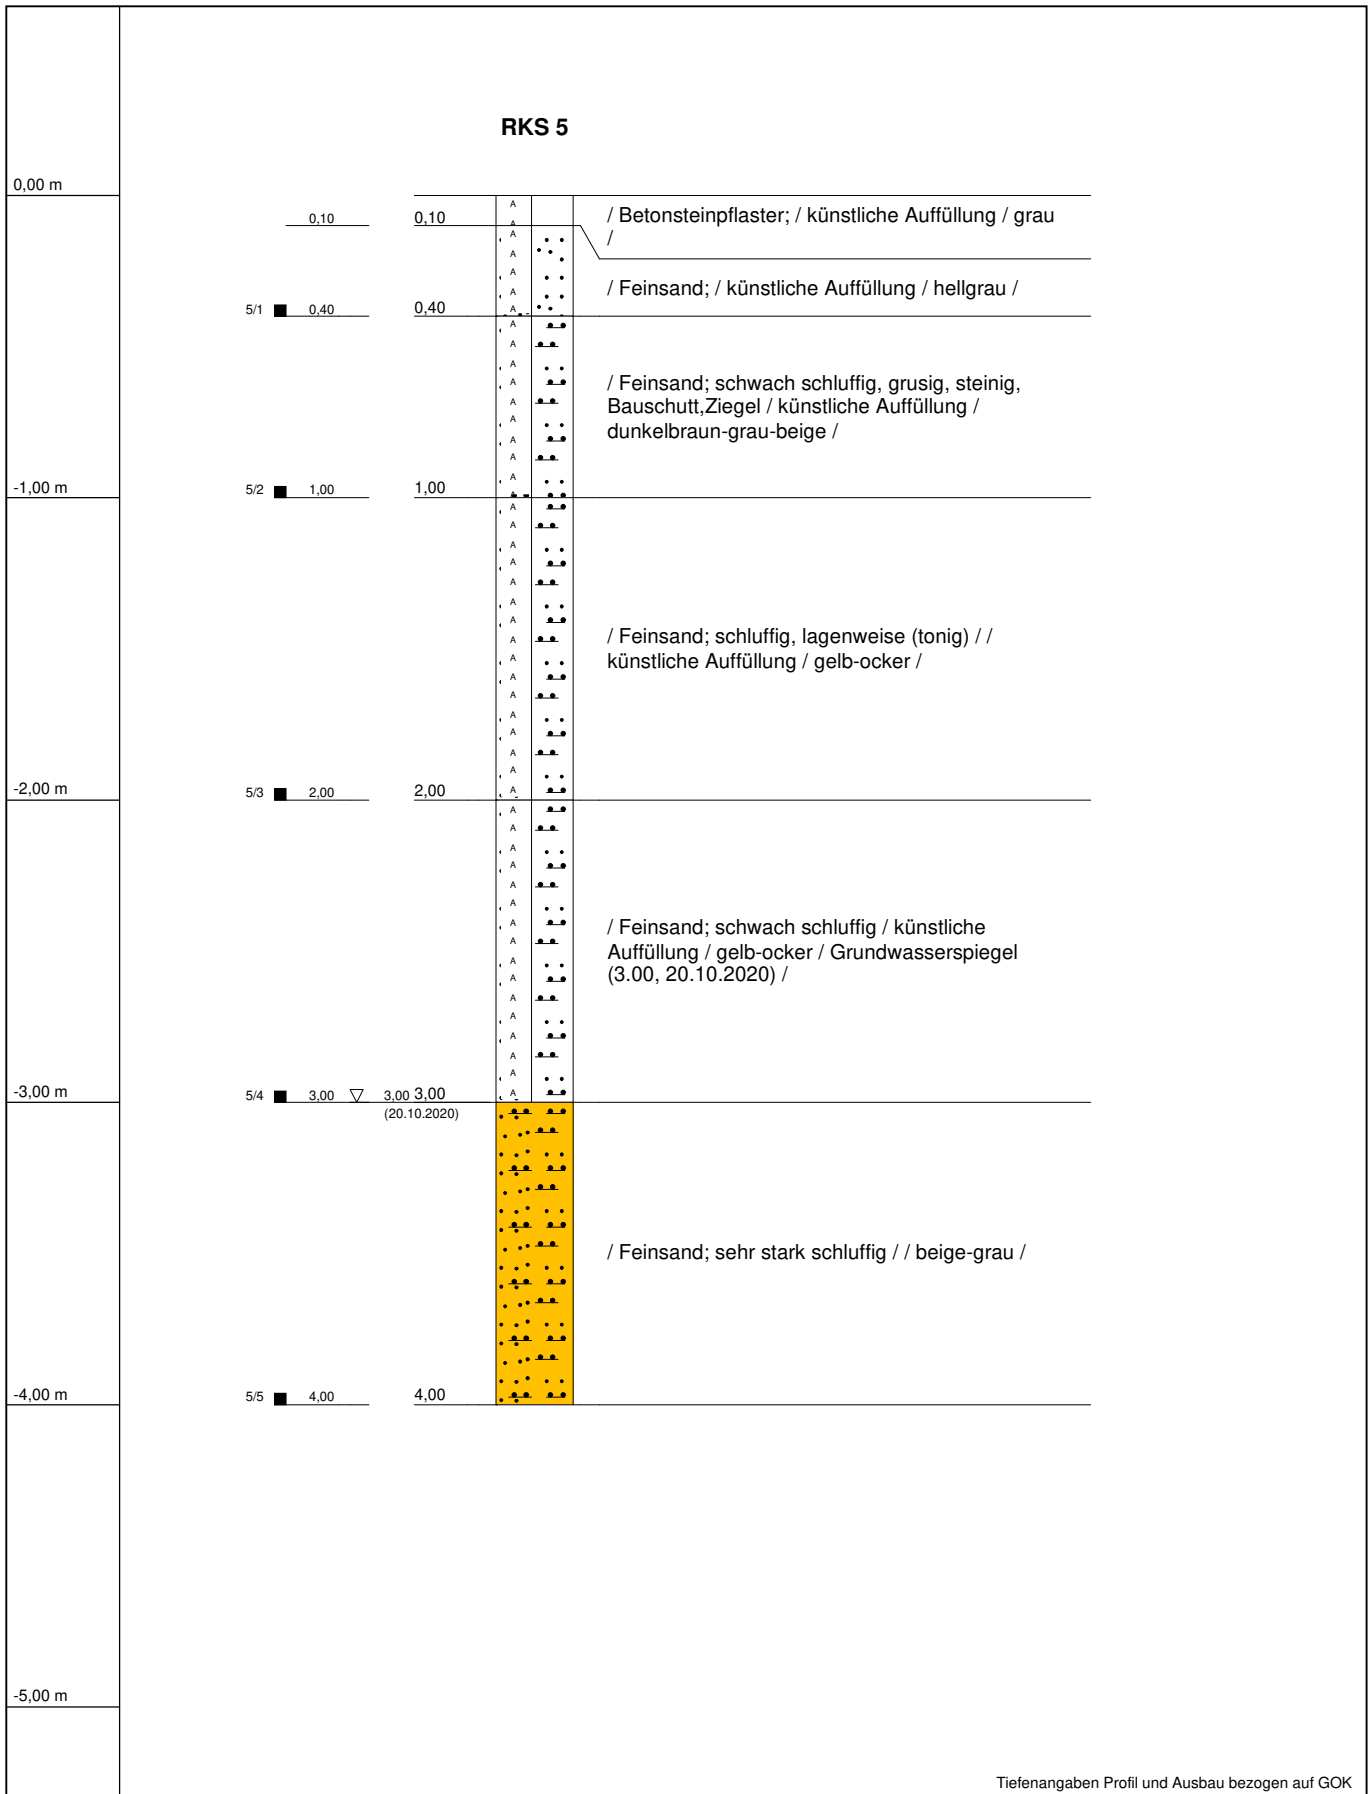 RKS 5
0,00 m
0,10 0,10 / Betonsteinpflaster; / künstliche Auffüllung / grau
/
/ Feinsand; / künstliche Auffüllung / hellgrau /
5/1 0,40 0,40
/ Feinsand; schwach schluffig, grusig, steinig,
Bauschutt,Ziegel / künstliche Auffüllung /
dunkelbraun-grau-beige /
-1,00 m 5/2 1,00 1,00
/ Feinsand; schluffig, lagenweise (tonig) / /
künstliche Auffüllung / gelb-ocker /
-2,00 m 5/3 2,00 2,00
/ Feinsand; schwach schluffig / künstliche
Auffüllung / gelb-ocker / Grundwasserspiegel
(3.00, 20.10.2020) /
-3,00 m 5/4 3,00 3,00 3,00
(20.10.2020)
/ Feinsand; sehr stark schluffig / / beige-grau /
-4,00 m 5/5 4,00 4,00
-5,00 m
Tiefenangaben Profil und Ausbau bezogen auf GOK